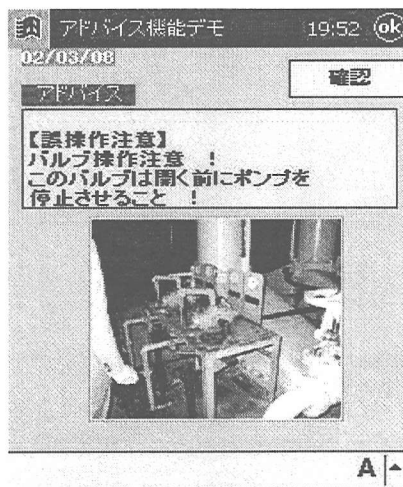 アドバイス機能デモ 19:52 ok
02/03/08
確認
アドバイス
【誤操作注意】
バルブ操作注意 !
このバルブは開く前にポンプを
停止させること !
A